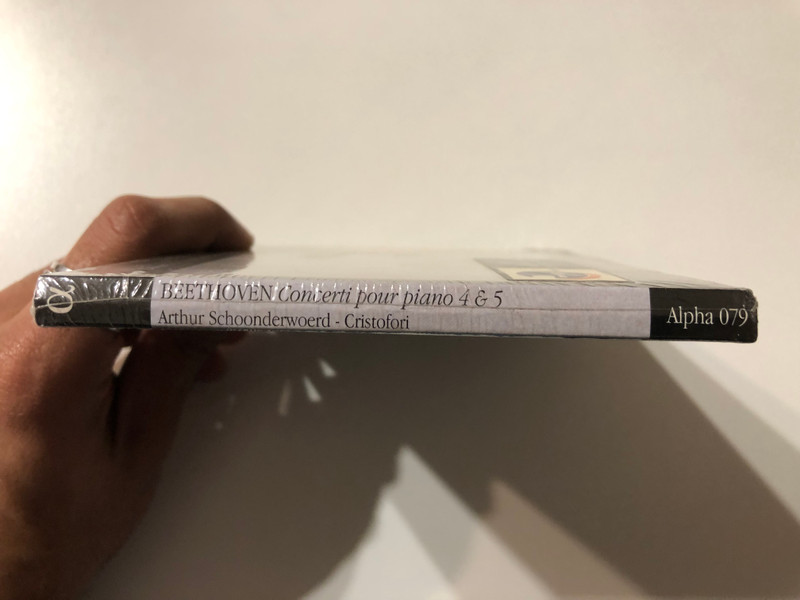 α
BEETHOVEN Concerti pour piano 4 & 5
Arthur Schoonderwoerd - Cristofori
Alpha 079